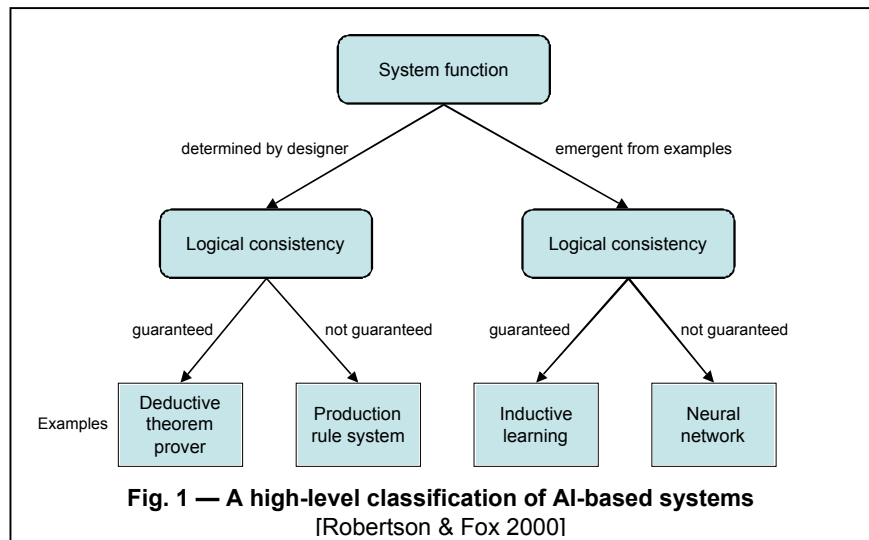 System function
determined by designer
emergent from examples
Logical consistency
Logical consistency
guaranteed
not guaranteed
guaranteed
not guaranteed
Examples
Deductive
theorem
prover
Production
rule system
Inductive
learning
Neural
network
Fig. 1 — A high-level classification of AI-based systems
[Robertson & Fox 2000]